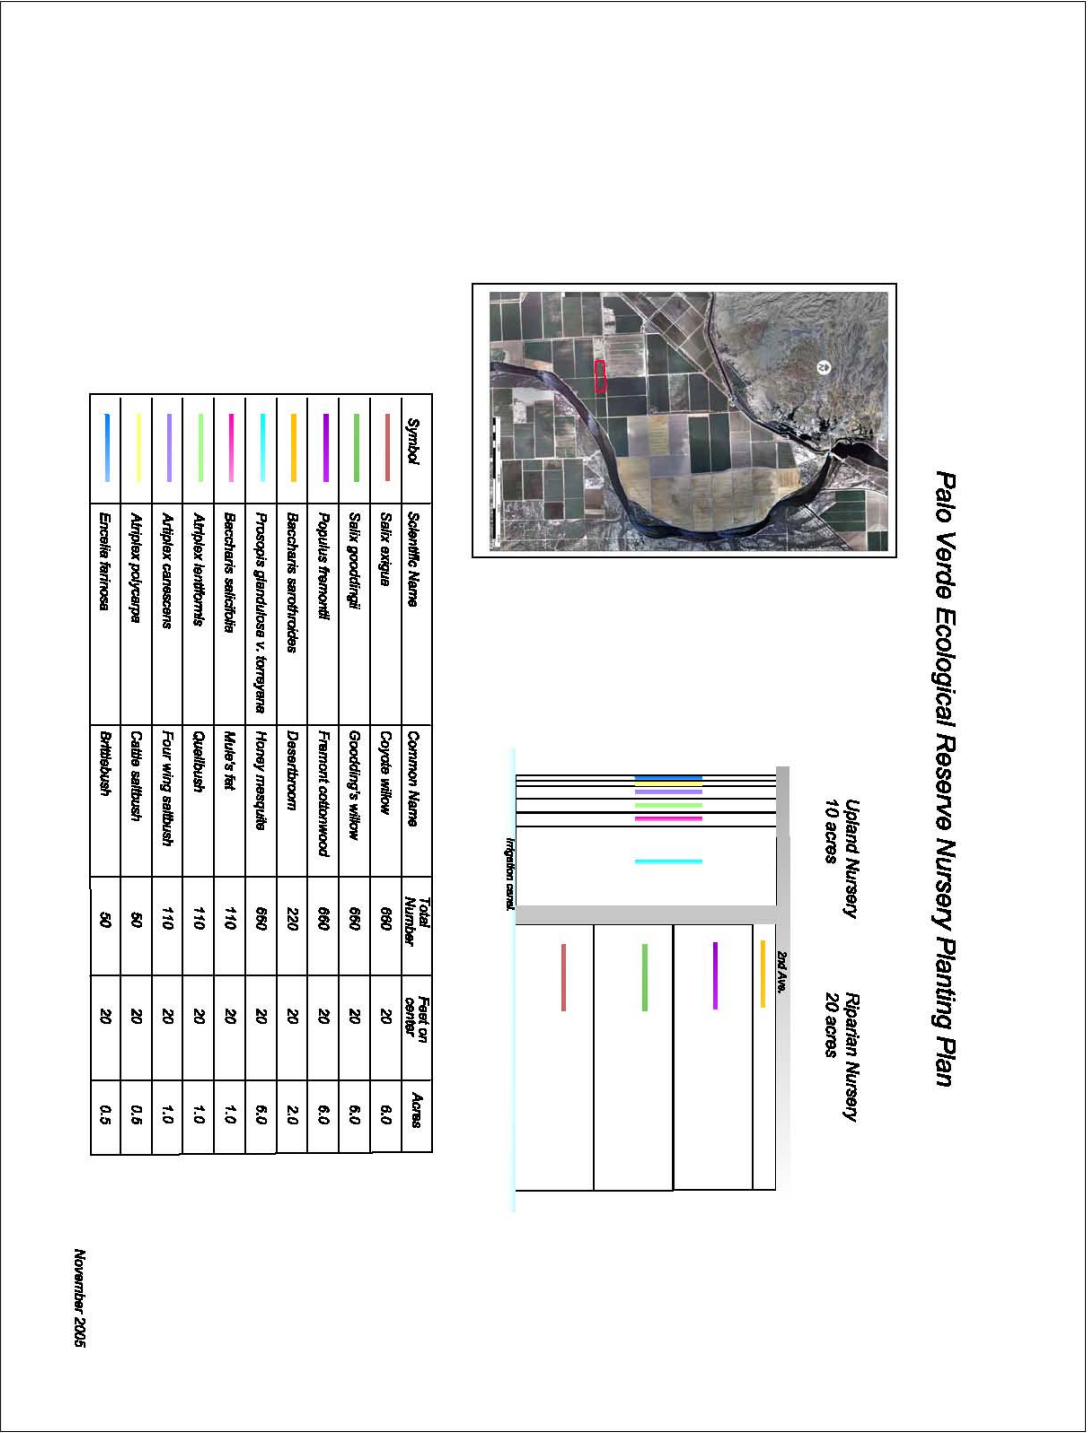 Palo Verde Ecological Reserve Nursery Planting Plan
Upland Nursery
10 acres
Riparian Nursery
20 acres
2nd Ave.
Irrigation canal.
Symbol Scientific Name Common Name Total Number Feet on center Acres
Salix exigua Coyote willow 660 20 6.0
Salix gooddingii Goodding's willow 660 20 6.0
Populus fremontii Fremont cottonwood 660 20 6.0
Baccharis sarothroides Desertbroom 220 20 2.0
Prosopis glandulosa v. torreyana Honey mesquite 660 20 6.0
Baccharis salicifolia Mule's fat 110 20 1.0
Atriplex lentiformis Quailbush 110 20 1.0
Artiplex canescens Four wing saltbush 110 20 1.0
Atriplex polycarpa Cattle saltbush 50 20 0.5
Encelia farinosa Brittlebush 50 20 0.5
November 2005